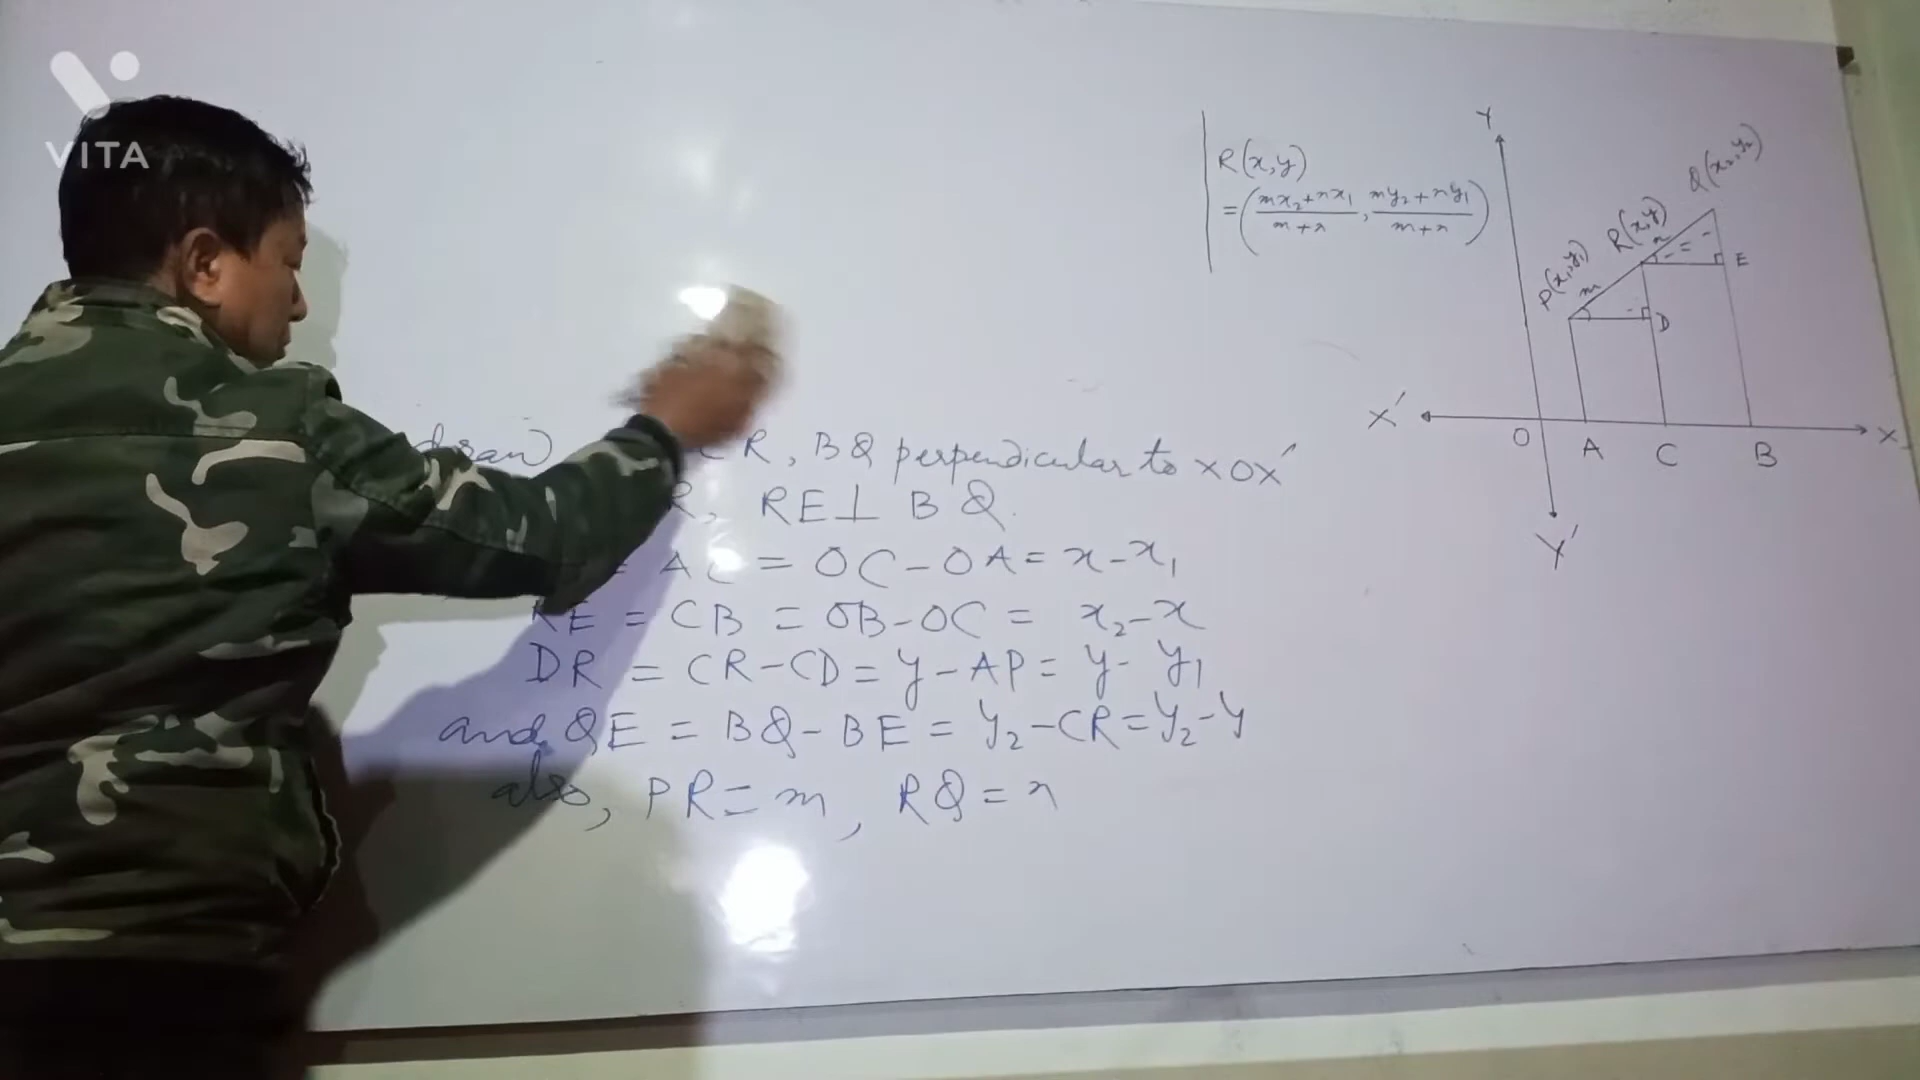 VITA
R(x,y)
=(mx₂+nx₁/m+n, my₂+ny₁/m+n)
Y
Q(x₂,y₂)
R(x,y)
n
E
P(x₁,y₁)
m
D
X'
O
A
C
B
X
Y'
draw CR, BQ perpendicular to XOX'
R, RE⊥ BQ.
= AC = OC-OA = x-x₁
RE = CB = OB-OC = x₂-x
DR = CR-CD = y-AP = y-y₁
and QE = BQ-BE = y₂-CR = y₂-y
also, PR = m, RQ = n